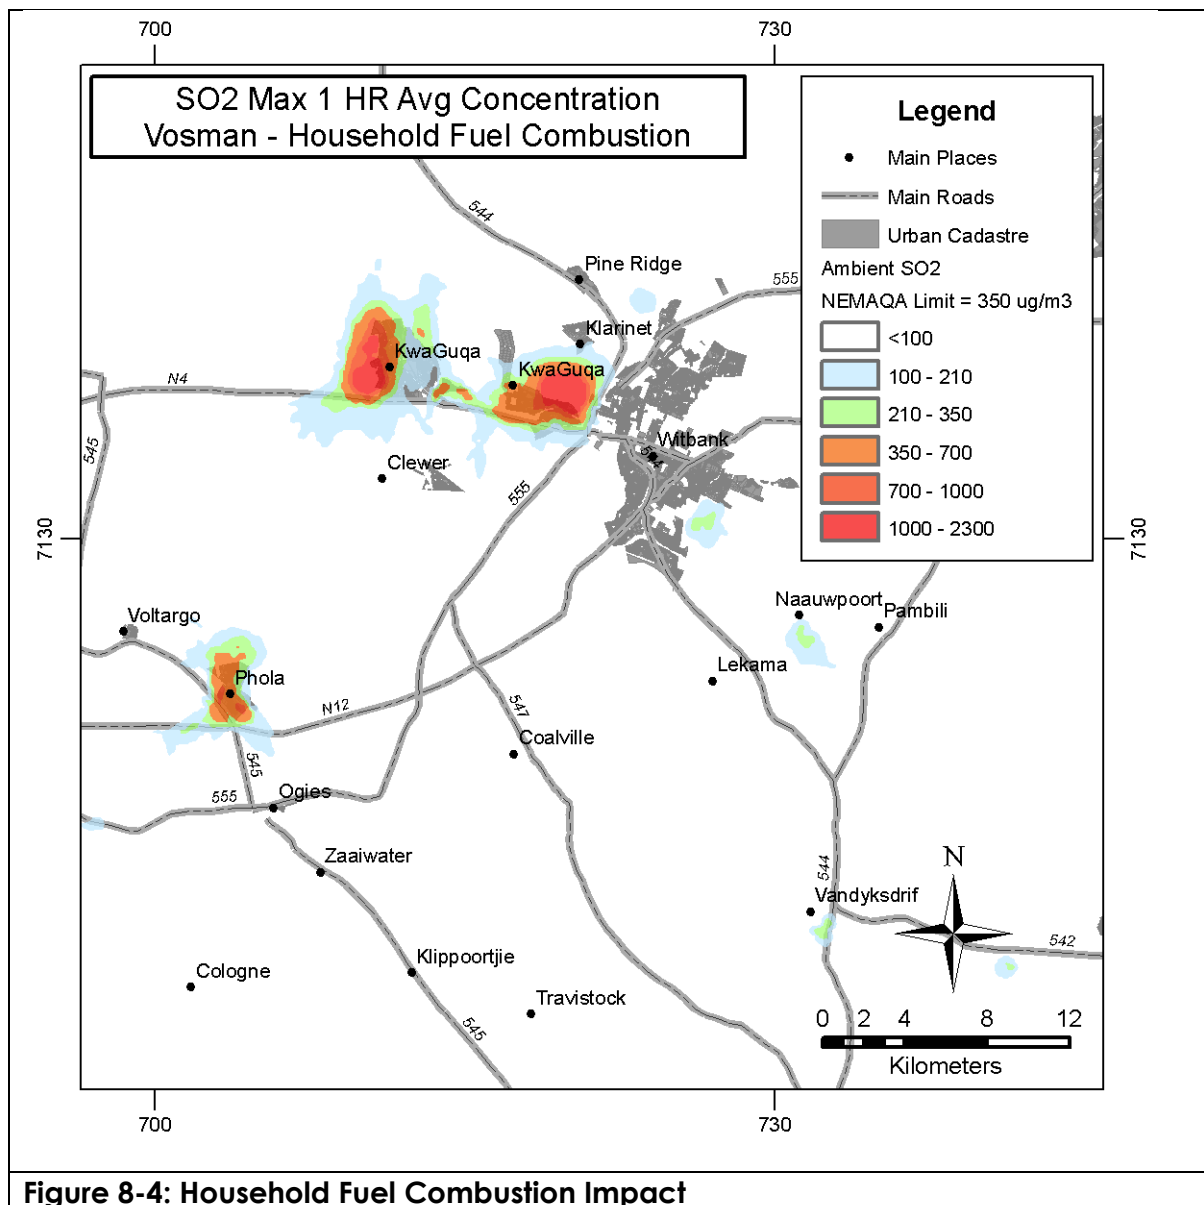 700 730
SO2 Max 1 HR Avg Concentration
Vosman - Household Fuel Combustion
Legend
Main Places
Main Roads
Urban Cadastre
Ambient SO2
NEMAQA Limit = 350 ug/m3
<100
100 - 210
210 - 350
350 - 700
700 - 1000
1000 - 2300
544
Pine Ridge
555
Klarinet
KwaGuqa
KwaGuqa
N4
545
Witbank
Clewer
555
7130 7130
Naauwpoort
Pambili
Voltargo
Lekama
Phola
N12
547
Coalville
545
555
Ogies
Zaaiwater
544
N
Vandyksdrif
542
Klippoortjie
Cologne
Travistock
545
0 2 4 8 12
Kilometers
700 730
Figure 8-4: Household Fuel Combustion Impact